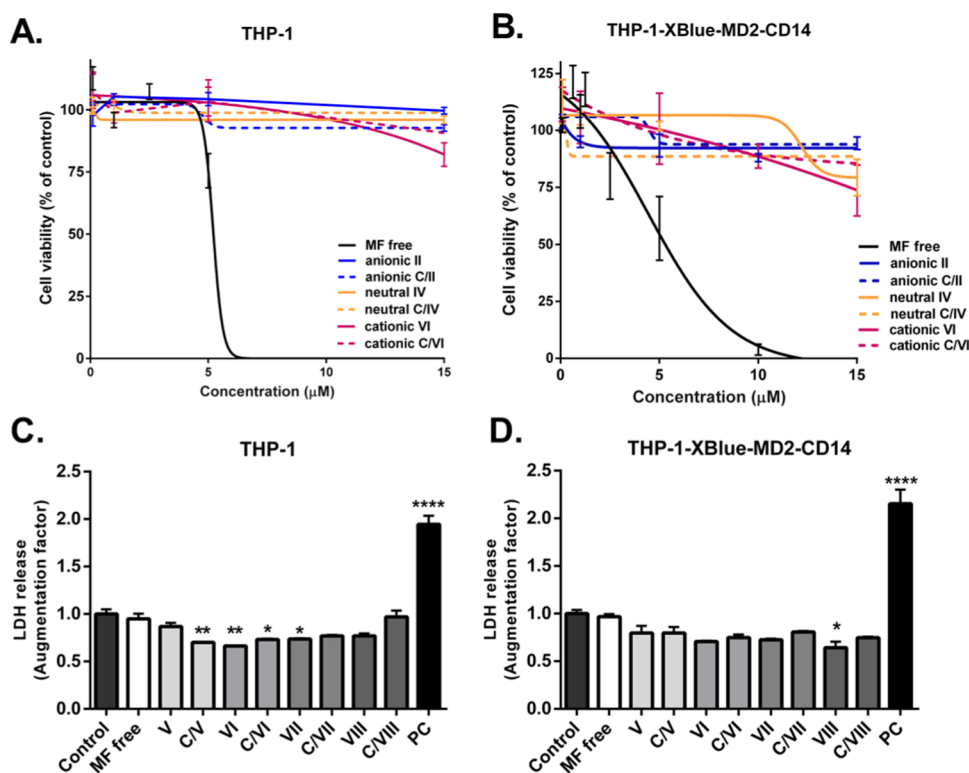 A.
THP-1
Cell viability (% of control)
100
75
50
25
0
0
5
10
15
Concentration (μM)
MF free
anionic II
anionic C/II
neutral IV
neutral C/IV
cationic VI
cationic C/VI
B.
THP-1-XBlue-MD2-CD14
Cell viability (% of control)
125
100
75
50
25
0
0
5
10
15
Concentration (μM)
MF free
anionic II
anionic C/II
neutral IV
neutral C/IV
cationic VI
cationic C/VI
C.
THP-1
LDH release
(Augmentation factor)
2.5
2.0
1.5
1.0
0.5
0.0
**
**
*
*
****
Control
MF free
V
C/V
VI
C/VI
VII
C/VII
VIII
C/VIII
PC
D.
THP-1-XBlue-MD2-CD14
LDH release
(Augmentation factor)
2.5
2.0
1.5
1.0
0.5
0.0
*
****
Control
MF free
V
C/V
VI
C/VI
VII
C/VII
VIII
C/VIII
PC